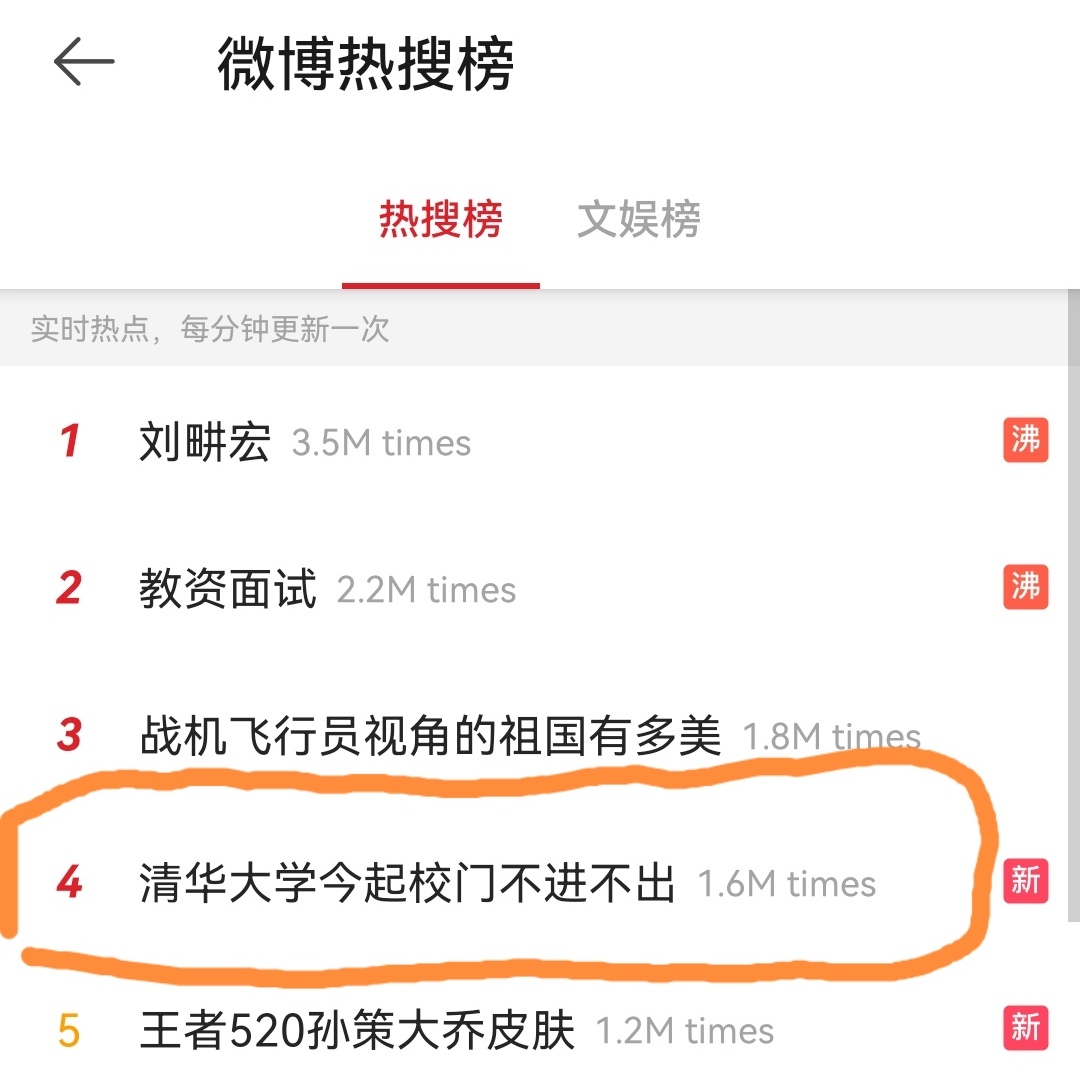 微博热搜榜
热搜榜 文娱榜
实时热点，每分钟更新一次
1 刘畊宏 3.5M times 沸
2 教资面试 2.2M times 沸
3 战机飞行员视角的祖国有多美 1.8M times
4 清华大学今起校门不进不出 1.6M times 新
5 王者520孙策大乔皮肤 1.2M times 新